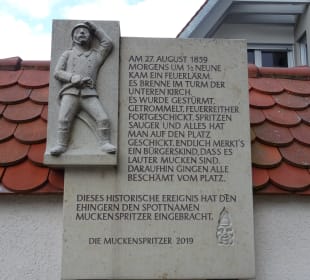 AM 27. AUGUST 1859
MORGENS UM ½ NEUNE
KAM EIN FEUERLÄRM,
ES BRENNE IM TURM DER
UNTEREN KIRCH.
ES WURDE GESTÜRMT,
GETROMMELT, FEUERREITHER
FORTGESCHICKT. SPRITZEN
SAUGER UND ALLES HAT
MAN AUF DEN PLATZ
GESCHICKT. ENDLICH MERKT'S
EIN BÜRGERSKIND, DASS ES
LAUTER MUCKEN SIND.
DARAUFHIN GINGEN ALLE
BESCHÄMT VOM PLATZ.
DIESES HISTORISCHE EREIGNIS HAT DEN
EHINGERN DEN SPOTTNAMEN
MUCKENSPRITZER EINGEBRACHT.
DIE MUCKENSPRITZER 2019